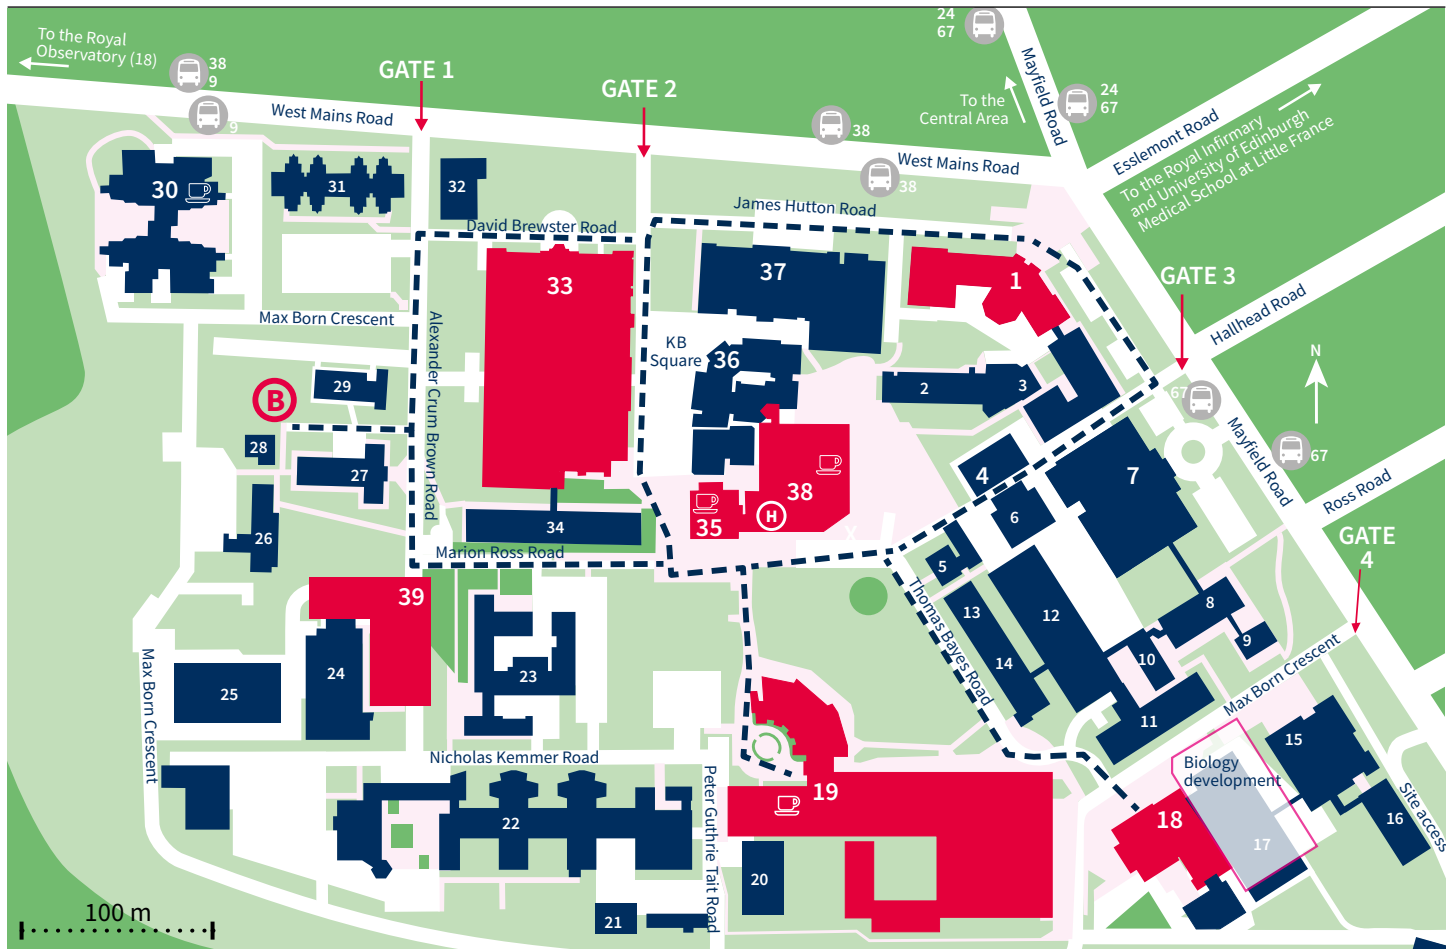 To the Royal
Observatory (18)
38
9
9
GATE 1
GATE 2
West Mains Road
24
67
Mayfield Road
24
67
To the
Central Area
38
38
West Mains Road
Esslemont Road
To the Royal Infirmary
and University of Edinburgh
Medical School at Little France
30
31
32
James Hutton Road
David Brewster Road
33
37
1
GATE 3
Hallhead Road
Max Born Crescent
Alexander Crum Brown Road
KB
Square
36
N
B
29
2
3
67
Mayfield Road
67
28
27
4
7
Ross Road
38
H
35
6
26
34
X
GATE
4
Marion Ross Road
5
39
Thomas Bayes Road
13
12
8
9
14
10
Max Born Crescent
Max Born Crescent
25
24
23
11
15
Nicholas Kemmer Road
Biology
development
Peter Guthrie Tait Road
19
18
16
Site access
22
17
20
21
100 m